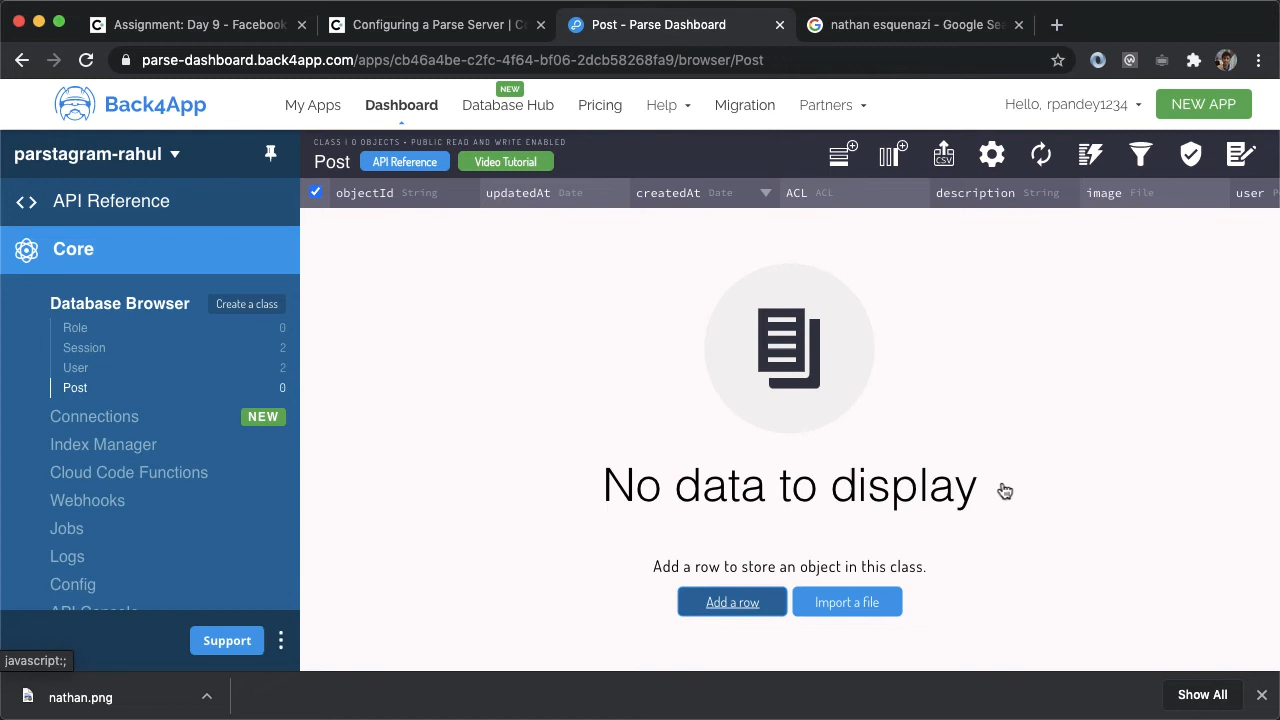 Assignment: Day 9 - Facebook
Configuring a Parse Server | Co
Post - Parse Dashboard
nathan esquenazi - Google Sea
parse-dashboard.back4app.com/apps/cb46a4be-c2fc-4f64-bf06-2dcb58268fa9/browser/Post
Back4App
My Apps
Dashboard
NEW
Database Hub
Pricing
Help
Migration
Partners
Hello, rpandey1234
NEW APP
parstagram-rahul
API Reference
Core
Database Browser
Create a class
Role 0
Session 2
User 2
Post 0
Connections NEW
Index Manager
Cloud Code Functions
Webhooks
Jobs
Logs
Config
API Console
Support
CLASS | 0 OBJECTS • PUBLIC READ AND WRITE ENABLED
Post API Reference Video Tutorial
CSV
objectId String updatedAt Date createdAt Date ACL ACL description String image File user
No data to display
Add a row to store an object in this class.
Add a row Import a file
javascript:;
nathan.png
Show All